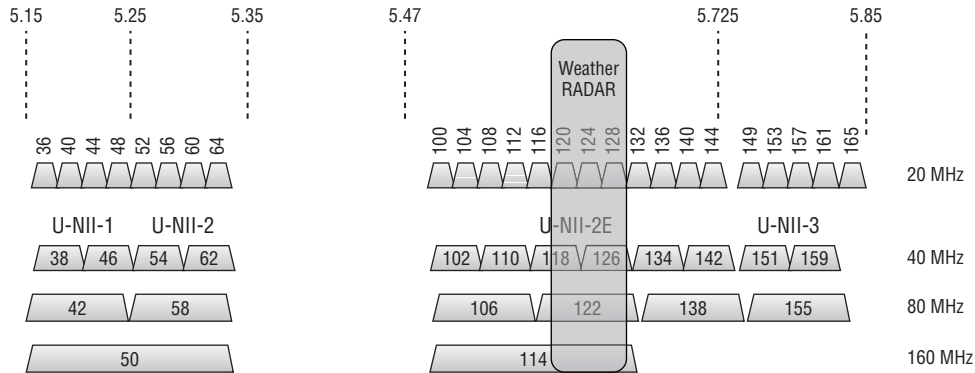 5.15 5.25 5.35 5.47 5.725 5.85
Weather
RADAR
36 40 44 48 52 56 60 64 100 104 108 112 116 120 124 128 132 136 140 144 149 153 157 161 165
20 MHz
U-NII-1 U-NII-2 U-NII-2E U-NII-3
38 46 54 62 102 110 118 126 134 142 151 159 40 MHz
42 58 106 122 138 155 80 MHz
50 114 160 MHz